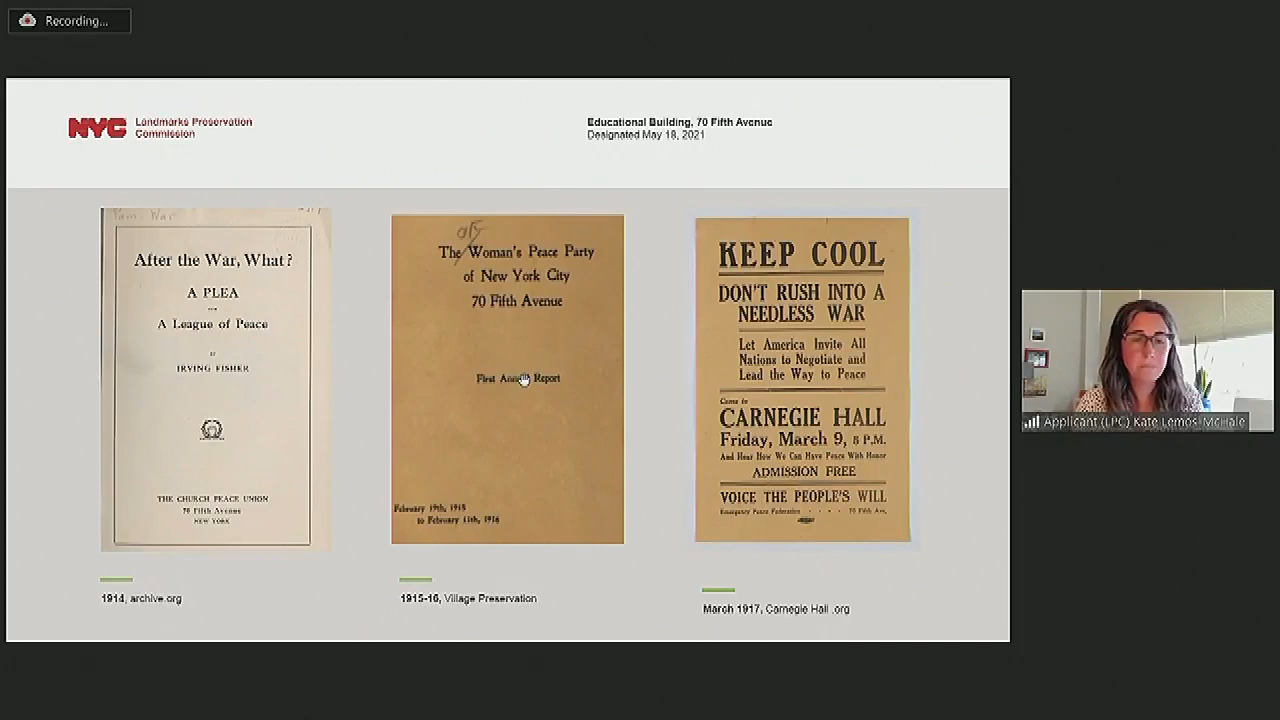 Recording...
NYC
Landmarks Preservation
Commission
Educational Building, 70 Fifth Avenue
Designated May 18, 2021
After the War, What?
A PLEA
A League of Peace
BY
IRVING FISHER
THE CHURCH PEACE UNION
70 Fifth Avenue
NEW YORK
1914, archive.org
The Woman's Peace Party
of New York City
70 Fifth Avenue
First Annual Report
February 19th, 1915
to February 11th, 1916
1915-16, Village Preservation
KEEP COOL
DON'T RUSH INTO A
NEEDLESS WAR
Let America Invite All
Nations to Negotiate and
Lead the Way to Peace
Come to
CARNEGIE HALL
Friday, March 9, 8 P.M.
And Hear How We Can Have Peace With Honor
ADMISSION FREE
VOICE THE PEOPLE'S WILL
Emergency Peace Federation - - - - 70 Fifth Ave,
March 1917, Carnegie Hall .org
Applicant (LPC) Kate Lemos McHale